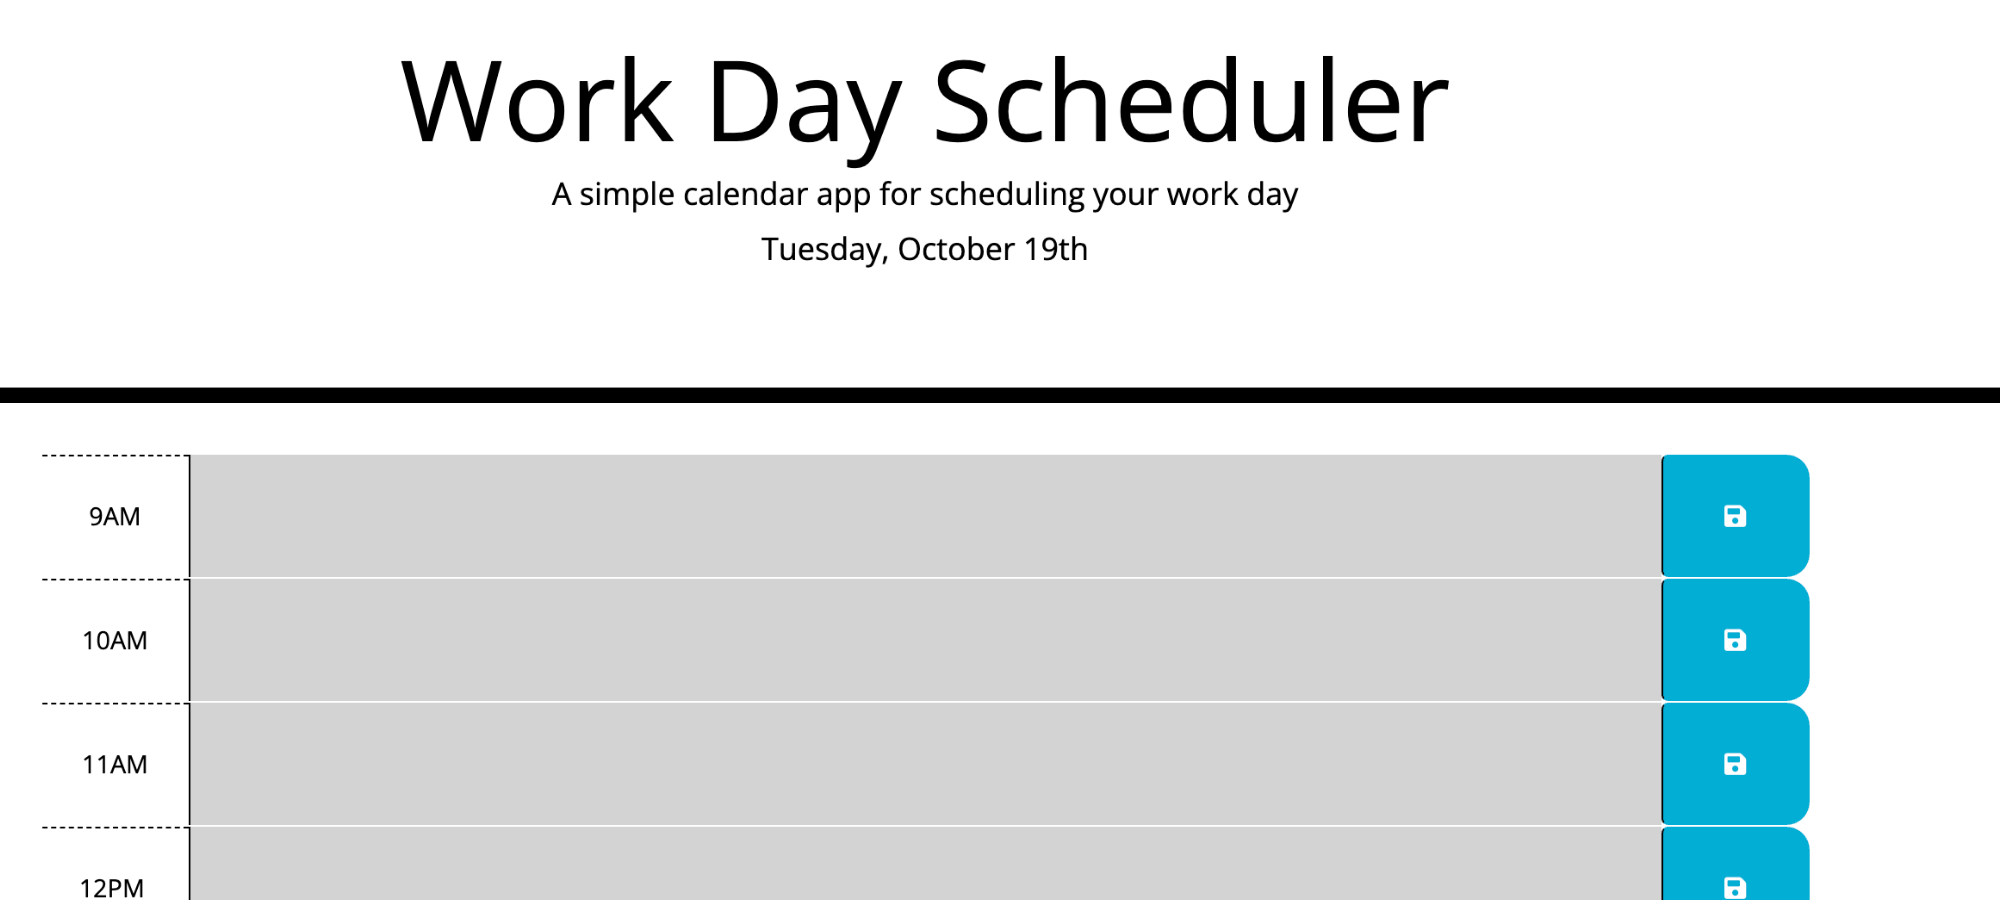 Work Day Scheduler
A simple calendar app for scheduling your work day
Tuesday, October 19th
9AM
10AM
11AM
12PM